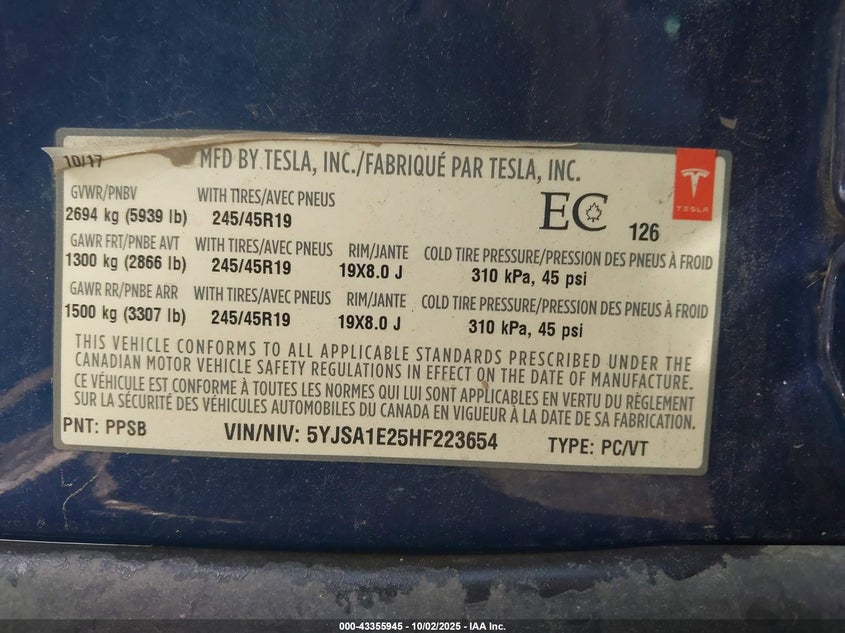 10/17
MFD BY TESLA, INC./FABRIQUÉ PAR TESLA, INC.
TESLA
GVWR/PNBV WITH TIRES/AVEC PNEUS
2694 kg (5939 lb) 245/45R19
EC 126
GAWR FRT/PNBE AVT WITH TIRES/AVEC PNEUS RIM/JANTE COLD TIRE PRESSURE/PRESSION DES PNEUS À FROID
1300 kg (2866 lb) 245/45R19 19X8.0 J 310 kPa, 45 psi
GAWR RR/PNBE ARR WITH TIRES/AVEC PNEUS RIM/JANTE COLD TIRE PRESSURE/PRESSION DES PNEUS À FROID
1500 kg (3307 lb) 245/45R19 19X8.0 J 310 kPa, 45 psi
THIS VEHICLE CONFORMS TO ALL APPLICABLE STANDARDS PRESCRIBED UNDER THE
CANADIAN MOTOR VEHICLE SAFETY REGULATIONS IN EFFECT ON THE DATE OF MANUFACTURE.
CE VÉHICULE EST CONFORME À TOUTES LES NORMES QUI LUI SONT APPLICABLES EN VERTU DU RÈGLEMENT
SUR LA SÉCURITÉ DES VÉHICULES AUTOMOBILES DU CANADA EN VIGUEUR À LA DATE DE SA FABRICATION.
PNT: PPSB VIN/NIV: 5YJSA1E25HF223654 TYPE: PC/VT
000-43355945 - 10/02/2025 - IAA Inc.